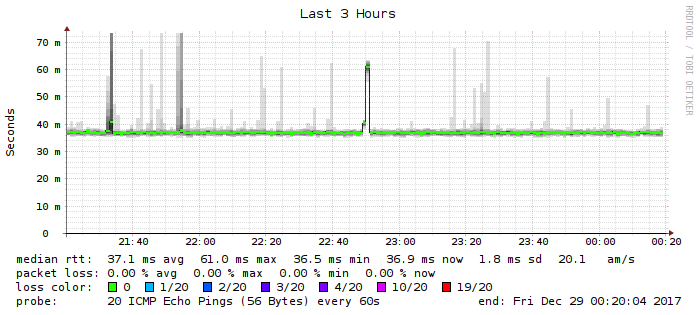 Last 3 Hours
RRDTOOL / TOBI OETIKER
Seconds
70 m
60 m
50 m
40 m
30 m
20 m
10 m
0
21:40 22:00 22:20 22:40 23:00 23:20 23:40 00:00 00:20
median rtt: 37.1 ms avg 61.0 ms max 36.5 ms min 36.9 ms now 1.8 ms sd 20.1 am/s
packet loss: 0.00 % avg 0.00 % max 0.00 % min 0.00 % now
loss color: 0 1/20 2/20 3/20 4/20 10/20 19/20
probe: 20 ICMP Echo Pings (56 Bytes) every 60s end: Fri Dec 29 00:20:04 2017